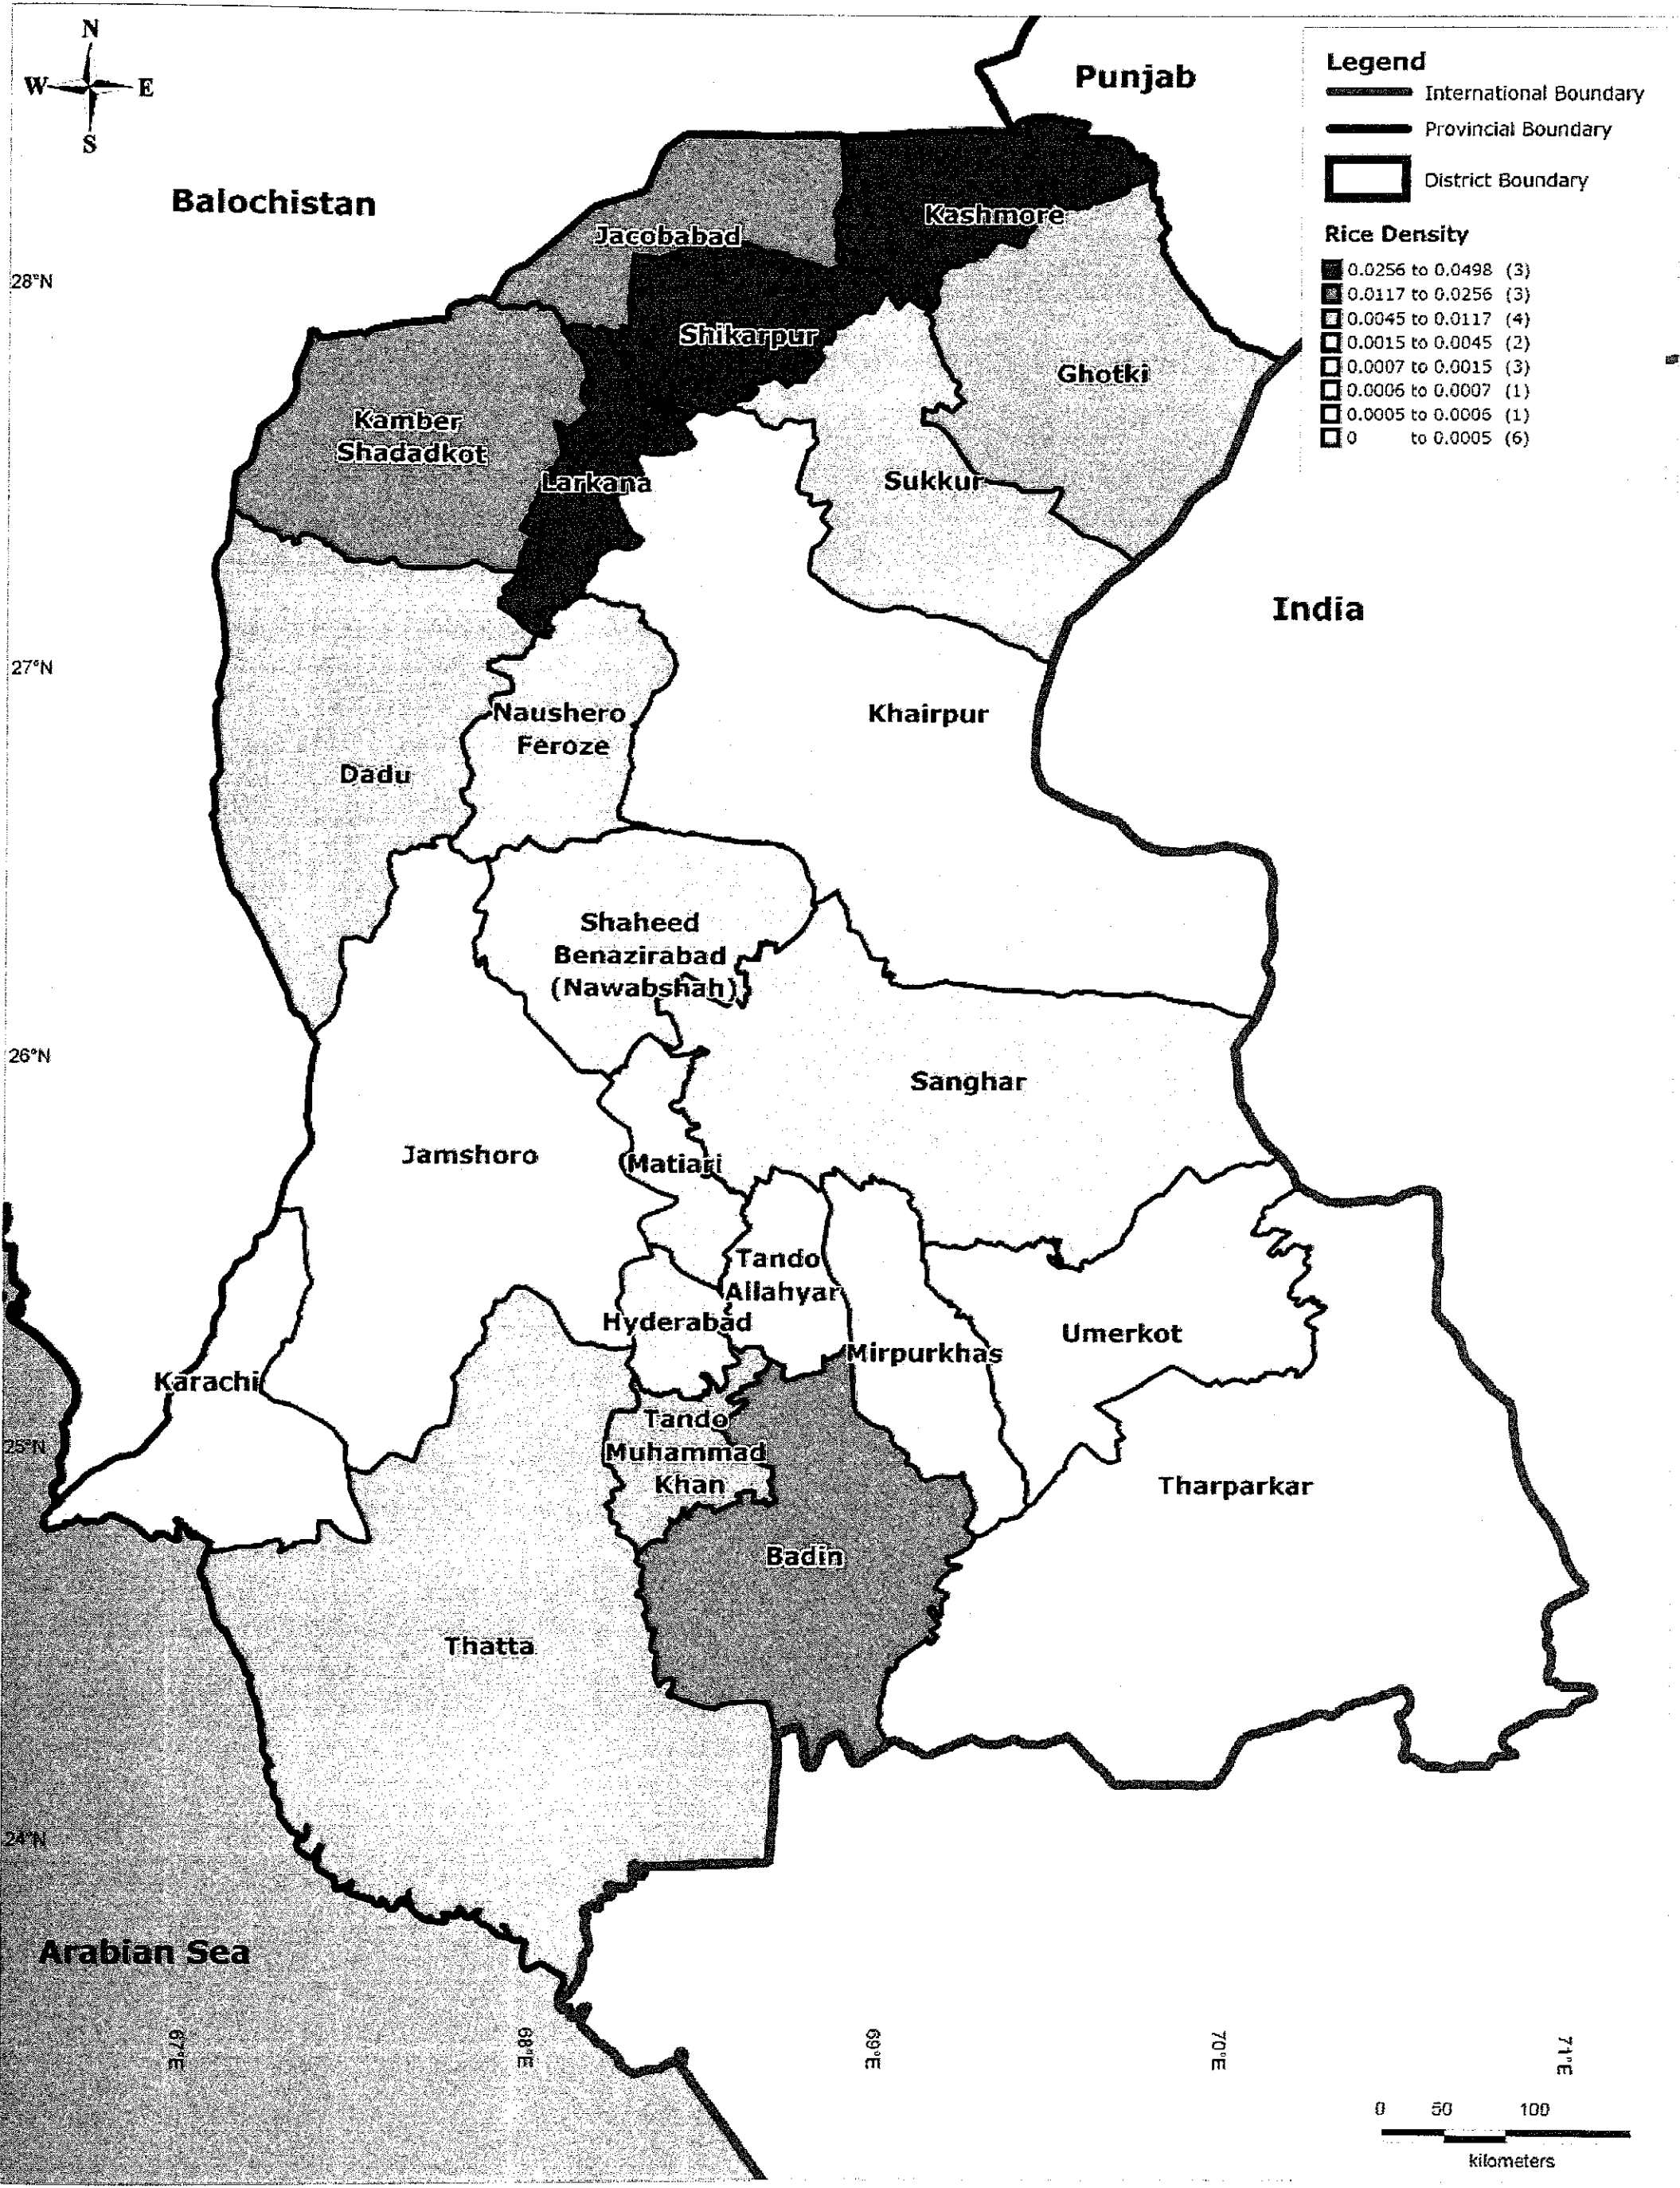 N
W E
S
Punjab
Balochistan
Legend
International Boundary
Provincial Boundary
District Boundary
Rice Density
0.0256 to 0.0498 (3)
0.0117 to 0.0256 (3)
0.0045 to 0.0117 (4)
0.0015 to 0.0045 (2)
0.0007 to 0.0015 (3)
0.0006 to 0.0007 (1)
0.0005 to 0.0006 (1)
0 to 0.0005 (6)
Kashmore
Jacobabad
28°N
Shikarpur
Ghotki
Kamber
Shadadkot
Larkana
Sukkur
India
27°N
Naushero
Feroze
Khairpur
Dadu
Shaheed
Benazirabad
(Nawabshah)
26°N
Sanghar
Jamshoro
Matiari
Tando
Allahyar
Hyderabad
Umerkot
Mirpurkhas
Karachi
Tando
Muhammad
Khan
25°N
Tharparkar
Badin
Thatta
24°N
Arabian Sea
67°E
68°E
69°E
70°E
71°E
0 50 100
kilometers